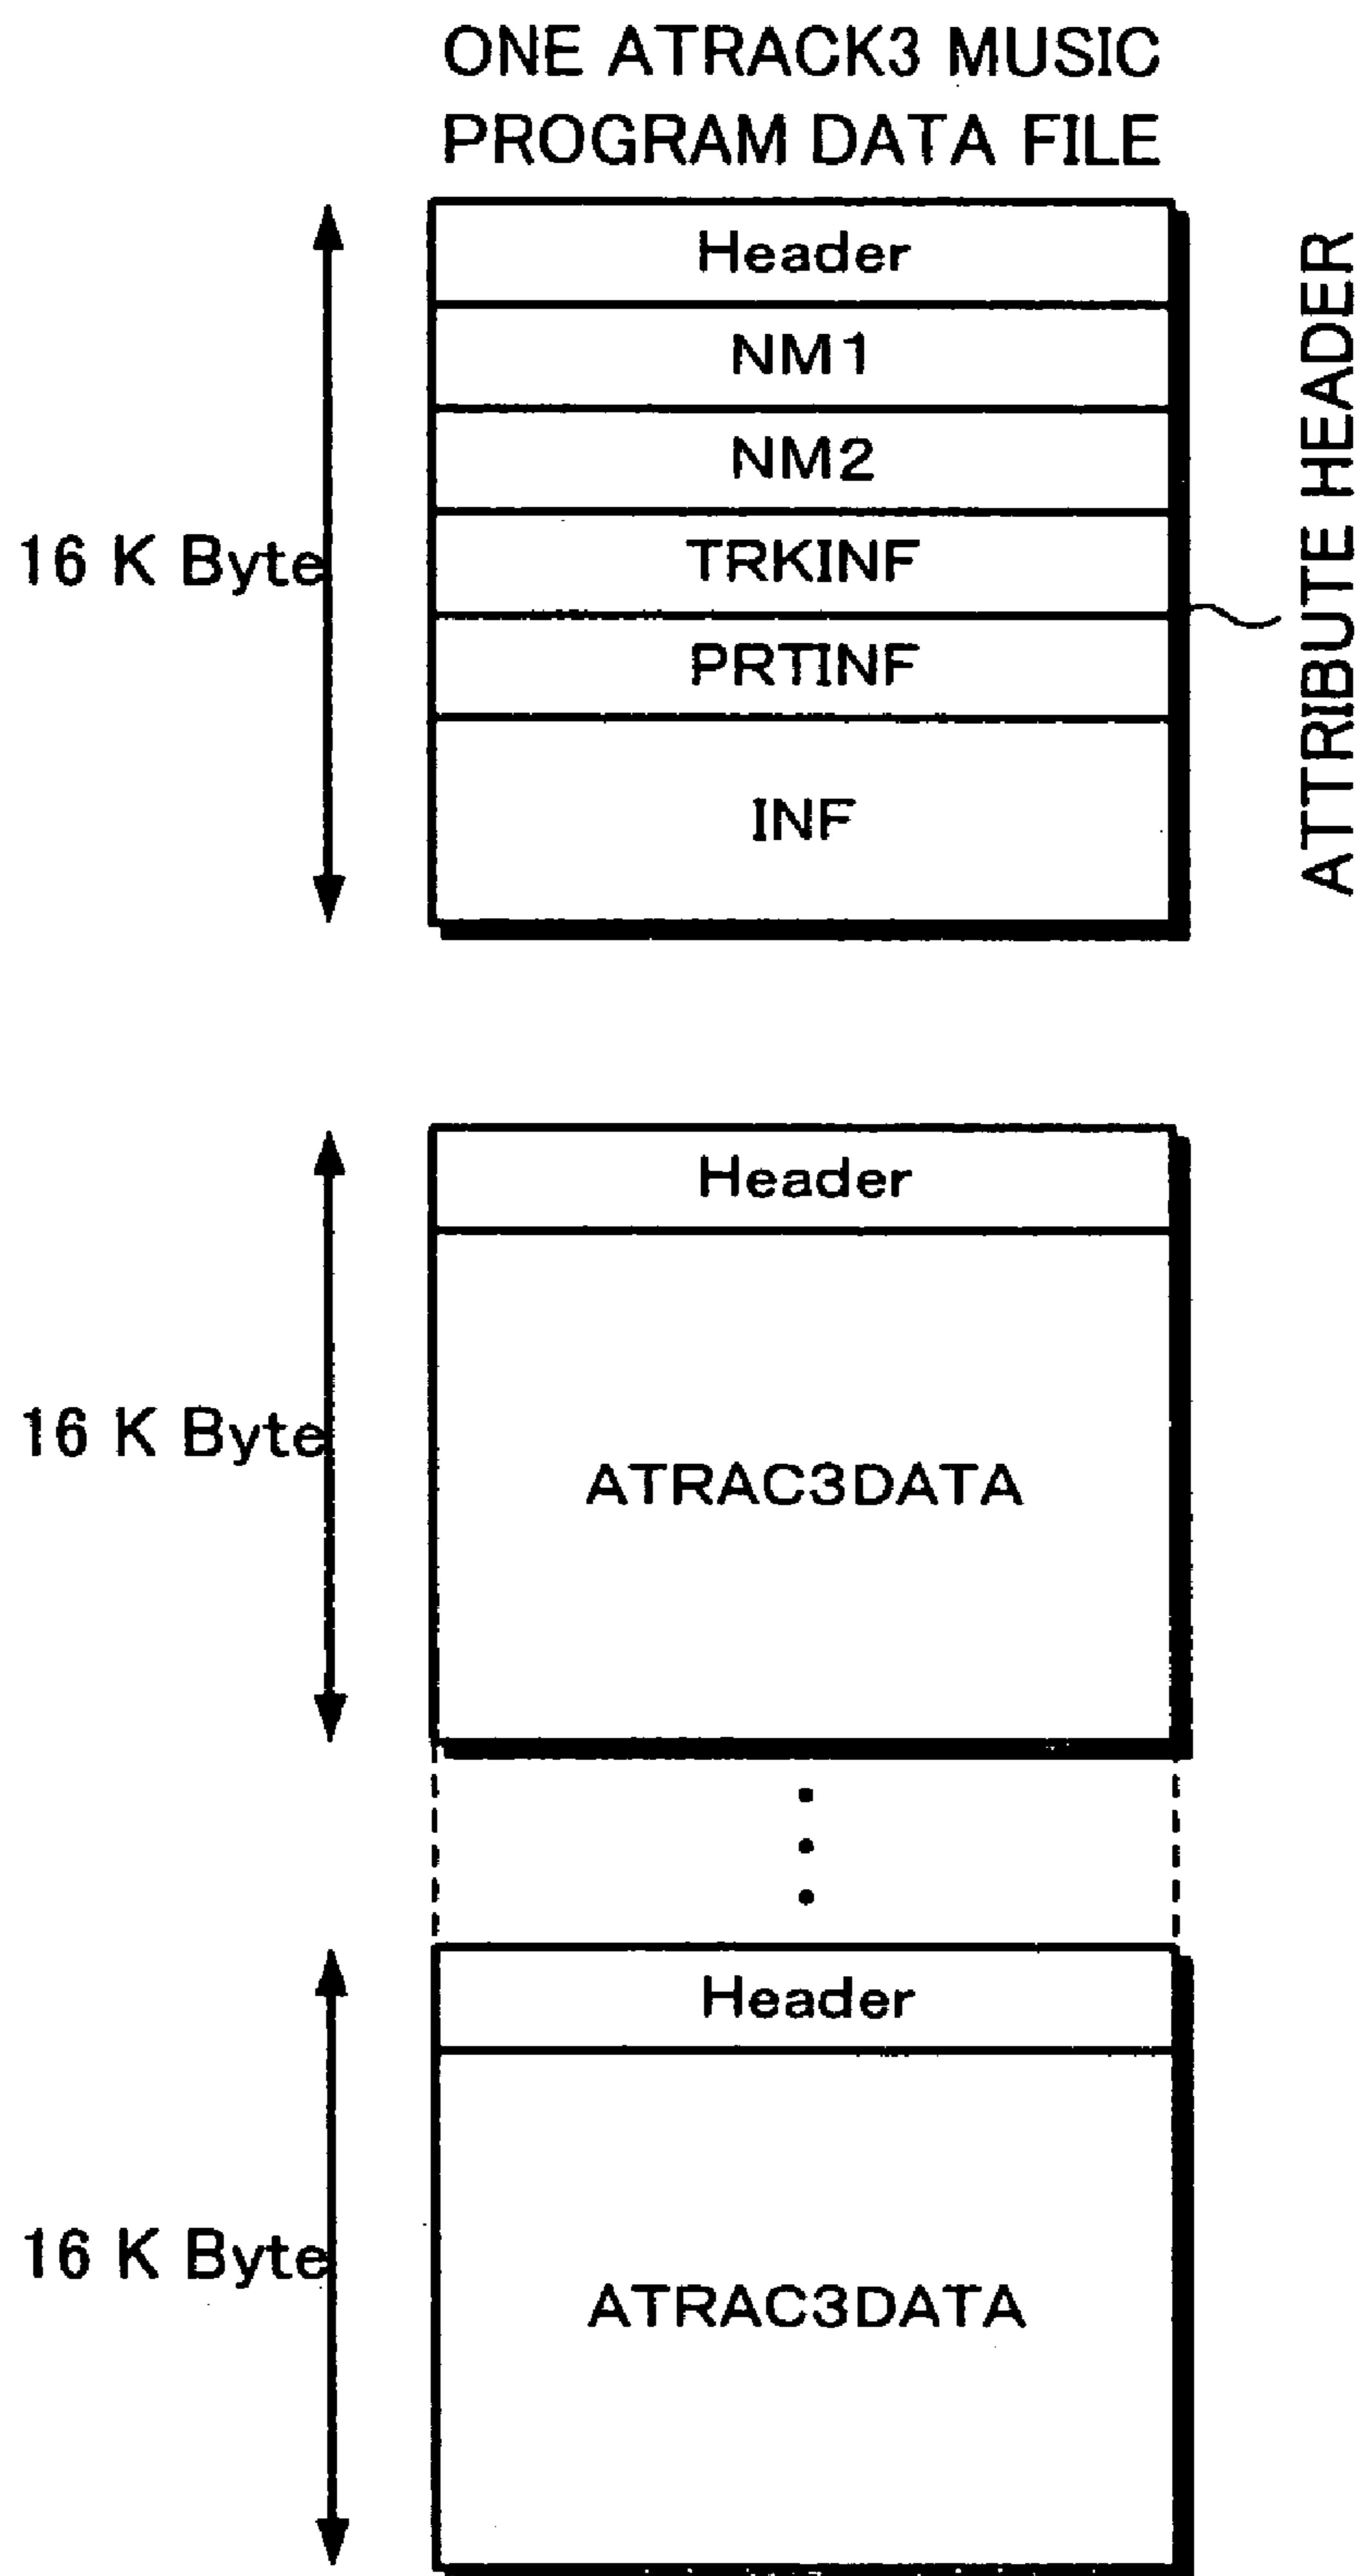 ONE ATRACK3 MUSIC
PROGRAM DATA FILE
Header
NM1
NM2
16 K Byte
TRKINF
PRTINF
INF
ATTRIBUTE HEADER
Header
16 K Byte
ATRAC3DATA
Header
16 K Byte
ATRAC3DATA